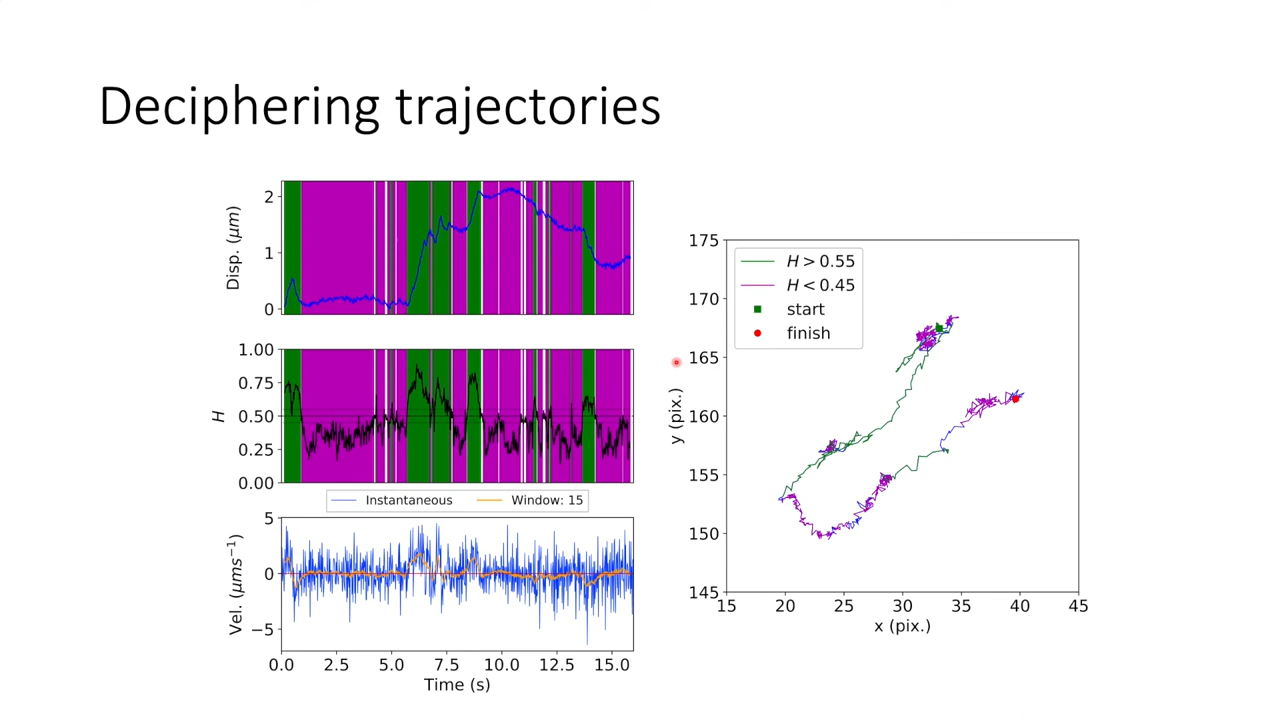 Deciphering trajectories
Disp. (μm)
2
1
0
H
1.00
0.75
0.50
0.25
0.00
Instantaneous
Window: 15
Vel. (μms⁻¹)
5
0
−5
0.0 2.5 5.0 7.5 10.0 12.5 15.0
Time (s)
y (pix.)
175
170
165
160
155
150
145
H > 0.55
H < 0.45
start
finish
15 20 25 30 35 40 45
x (pix.)